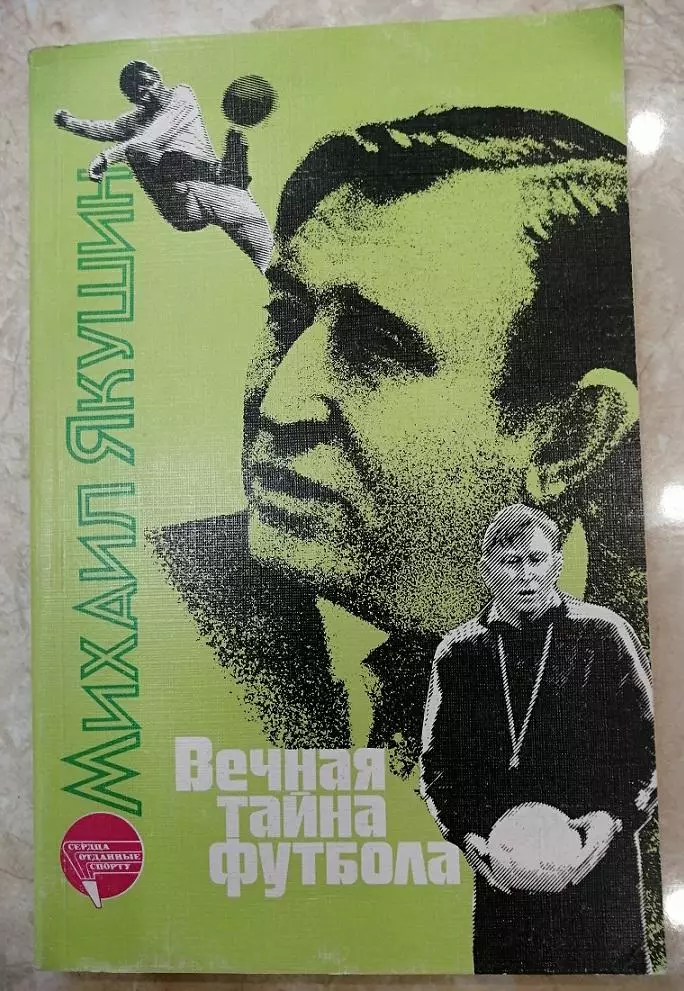 Михаил Якушин
Вечная
тайна
футбола
СЕРДЦА
ОТДАННЫЕ
СПОРТУ